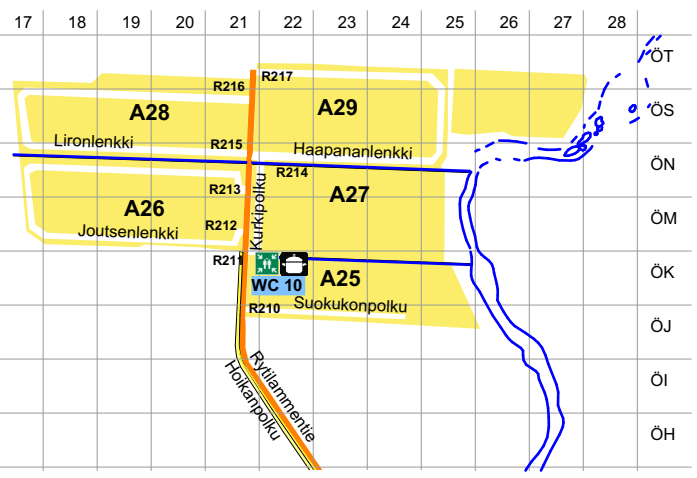 17 18 19 20 21 22 23 24 25 26 27 28
ÖT
R217
R216
A28
A29
ÖS
Lironlenkki
R215
Haapananlenkki
ÖN
R214
R213
Kurkipolku
A27
A26
ÖM
Joutsenlenkki
R212
R211
A25
ÖK
WC 10
Suokukonpolku
R210
ÖJ
Rytilammentie
Hoikanpolku
ÖI
ÖH